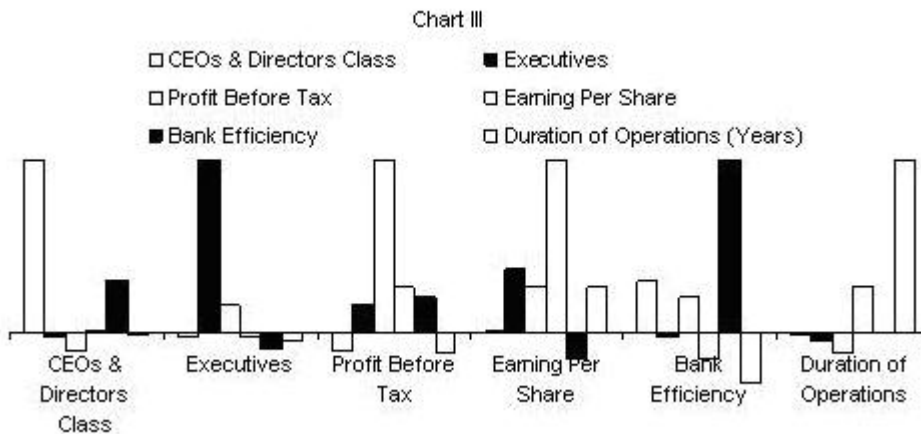 Chart III
CEOs & Directors Class
Executives
Profit Before Tax
Earning Per Share
Bank Efficiency
Duration of Operations (Years)
CEOs & Directors Class
Executives
Profit Before Tax
Earning Per Share
Bank Efficiency
Duration of Operations